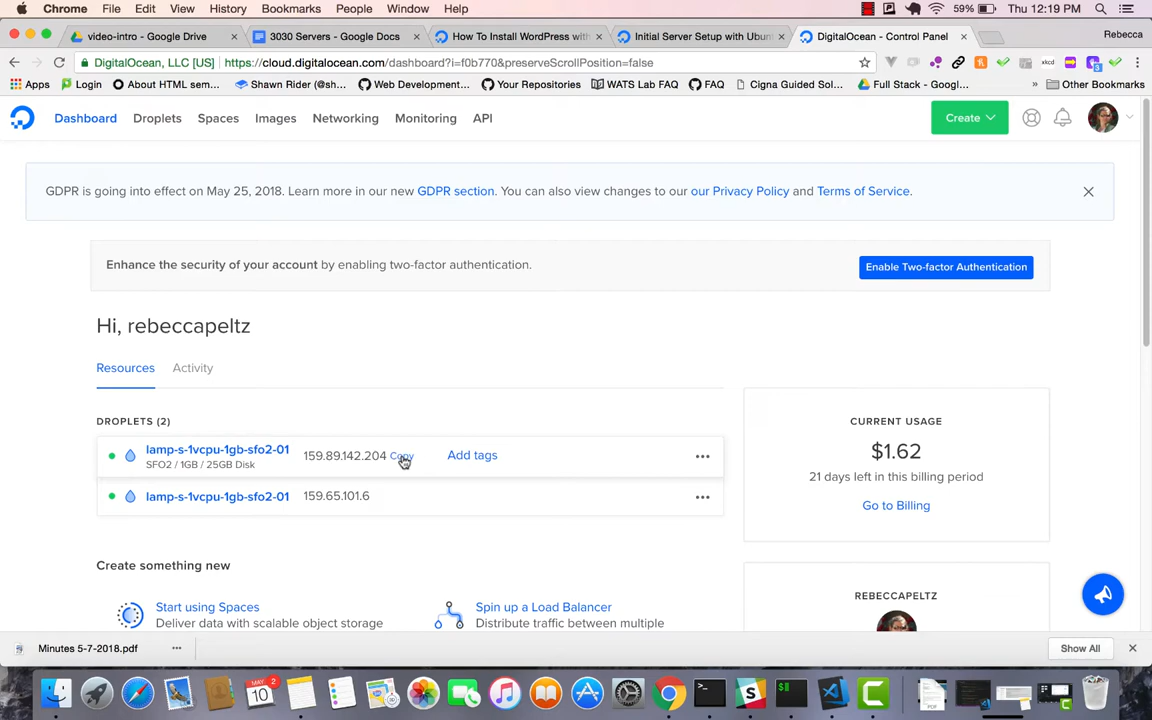 Chrome File Edit View History Bookmarks People Window Help 59% Thu 12:19 PM
video-intro - Google Drive 3030 Servers - Google Docs How To Install WordPress with Initial Server Setup with Ubun DigitalOcean - Control Panel Rebecca
DigitalOcean, LLC [US] https://cloud.digitalocean.com/dashboard?i=f0b770&preserveScrollPosition=false
Apps Login About HTML sem... Shawn Rider (@sh... Web Development... Your Repositories WATS Lab FAQ FAQ Cigna Guided Sol... Full Stack - Googl... » Other Bookmarks
Dashboard Droplets Spaces Images Networking Monitoring API Create
GDPR is going into effect on May 25, 2018. Learn more in our new GDPR section. You can also view changes to our our Privacy Policy and Terms of Service.
Enhance the security of your account by enabling two-factor authentication. Enable Two-factor Authentication
Hi, rebeccapeltz
Resources Activity
DROPLETS (2)
lamp-s-1vcpu-1gb-sfo2-01 159.89.142.204 Copy Add tags
SFO2 / 1GB / 25GB Disk
lamp-s-1vcpu-1gb-sfo2-01 159.65.101.6
CURRENT USAGE
$1.62
21 days left in this billing period
Go to Billing
Create something new
Start using Spaces
Deliver data with scalable object storage
Spin up a Load Balancer
Distribute traffic between multiple
REBECCAPELTZ
Minutes 5-7-2018.pdf Show All